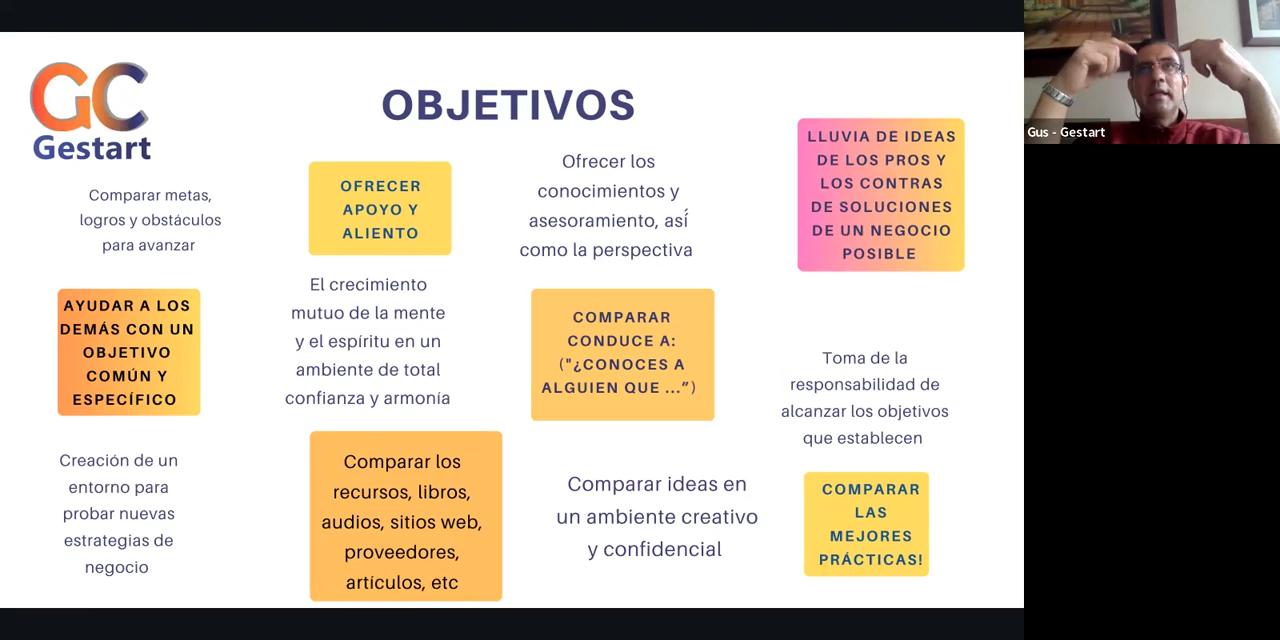 GC
Gestart
OBJETIVOS
Comparar metas,
logros y obstáculos
para avanzar
OFRECER
APOYO Y
ALIENTO
Ofrecer los
conocimientos y
asesoramiento, así
como la perspectiva
LLUVIA DE IDEAS
DE LOS PROS Y
LOS CONTRAS
DE SOLUCIONES
DE UN NEGOCIO
POSIBLE
AYUDAR A LOS
DEMÁS CON UN
OBJETIVO
COMÚN Y
ESPECÍFICO
El crecimiento
mutuo de la mente
y el espíritu en un
ambiente de total
confianza y armonía
COMPARAR
CONDUCE A:
("¿CONOCES A
ALGUIEN QUE ...”)
Toma de la
responsabilidad de
alcanzar los objetivos
que establecen
Creación de un
entorno para
probar nuevas
estrategias de
negocio
Comparar los
recursos, libros,
audios, sitios web,
proveedores,
artículos, etc
Comparar ideas en
un ambiente creativo
y confidencial
COMPARAR
LAS
MEJORES
PRÁCTICAS!
Gus - Gestart